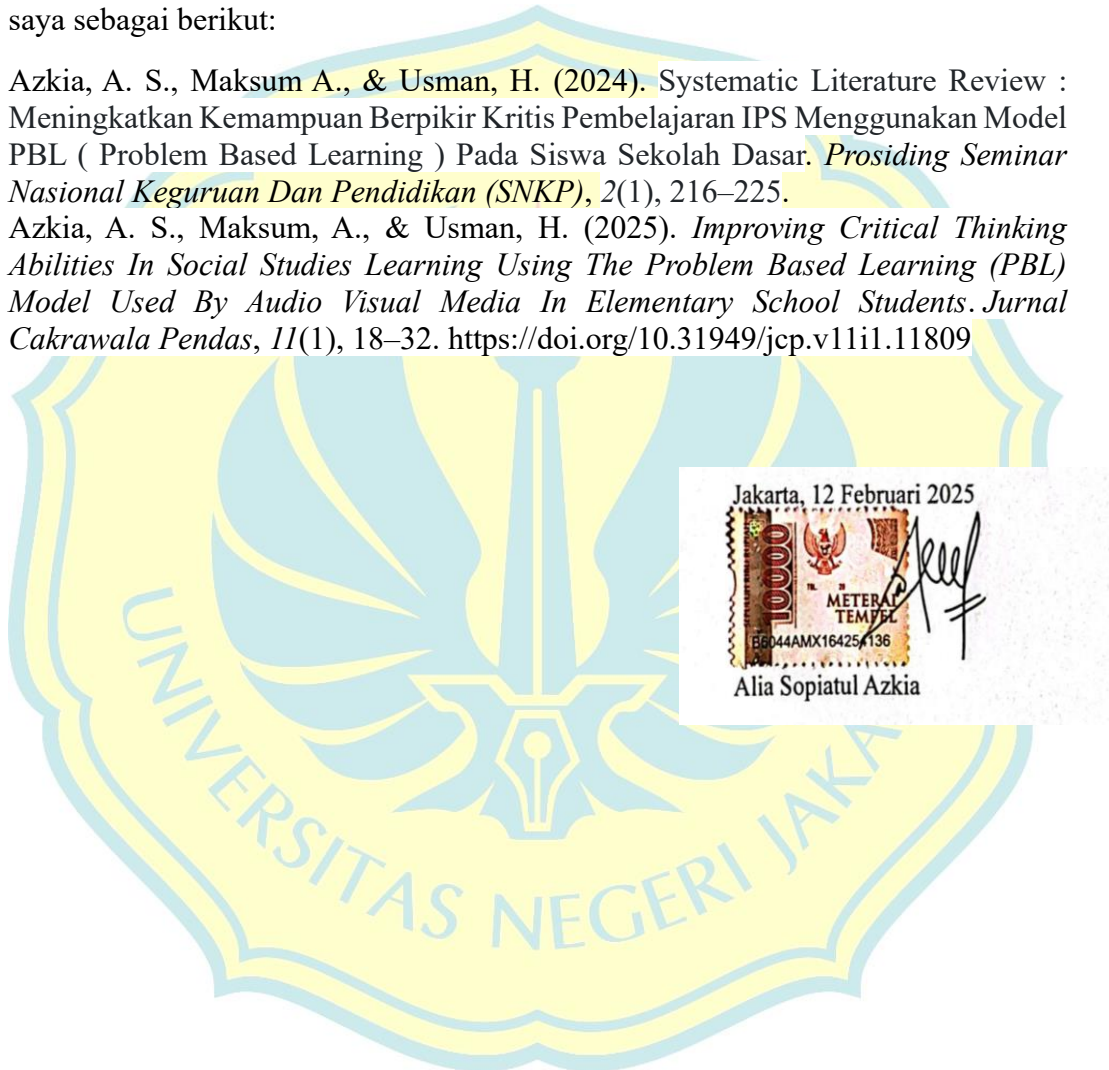 saya sebagai berikut:
Azkia, A. S., Maksum A., & Usman, H. (2024). Systematic Literature Review :
Meningkatkan Kemampuan Berpikir Kritis Pembelajaran IPS Menggunakan Model
PBL ( Problem Based Learning ) Pada Siswa Sekolah Dasar. Prosiding Seminar
Nasional Keguruan Dan Pendidikan (SNKP), 2(1), 216–225.
Azkia, A. S., Maksum, A., & Usman, H. (2025). Improving Critical Thinking
Abilities In Social Studies Learning Using The Problem Based Learning (PBL)
Model Used By Audio Visual Media In Elementary School Students. Jurnal
Cakrawala Pendas, 11(1), 18–32. https://doi.org/10.31949/jcp.v11i1.11809
Jakarta, 12 Februari 2025
10000
METERAI
TEMPEL
Alia Sopiatul Azkia
UNIVERSITAS NEGERI JAKA